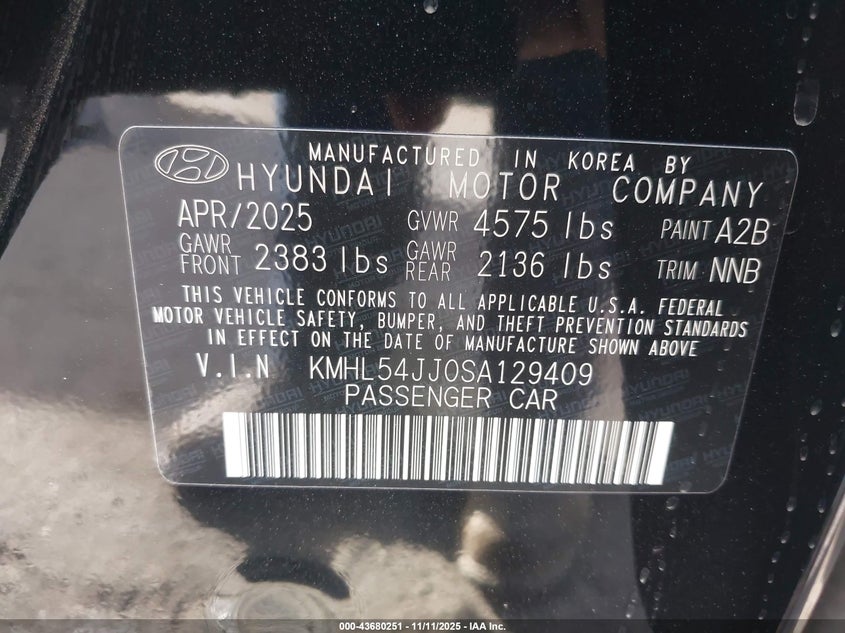 MANUFACTURED IN KOREA BY
HYUNDAI MOTOR COMPANY
APR/2025 GVWR 4575 lbs PAINT A2B
GAWR FRONT 2383 lbs GAWR REAR 2136 lbs TRIM NNB
THIS VEHICLE CONFORMS TO ALL APPLICABLE U.S.A. FEDERAL
MOTOR VEHICLE SAFETY, BUMPER, AND THEFT PREVENTION STANDARDS
IN EFFECT ON THE DATE OF MANUFACTURE SHOWN ABOVE
V.I.N KMHL54JJ0SA129409
PASSENGER CAR
000-43680251 - 11/11/2025 - IAA Inc.